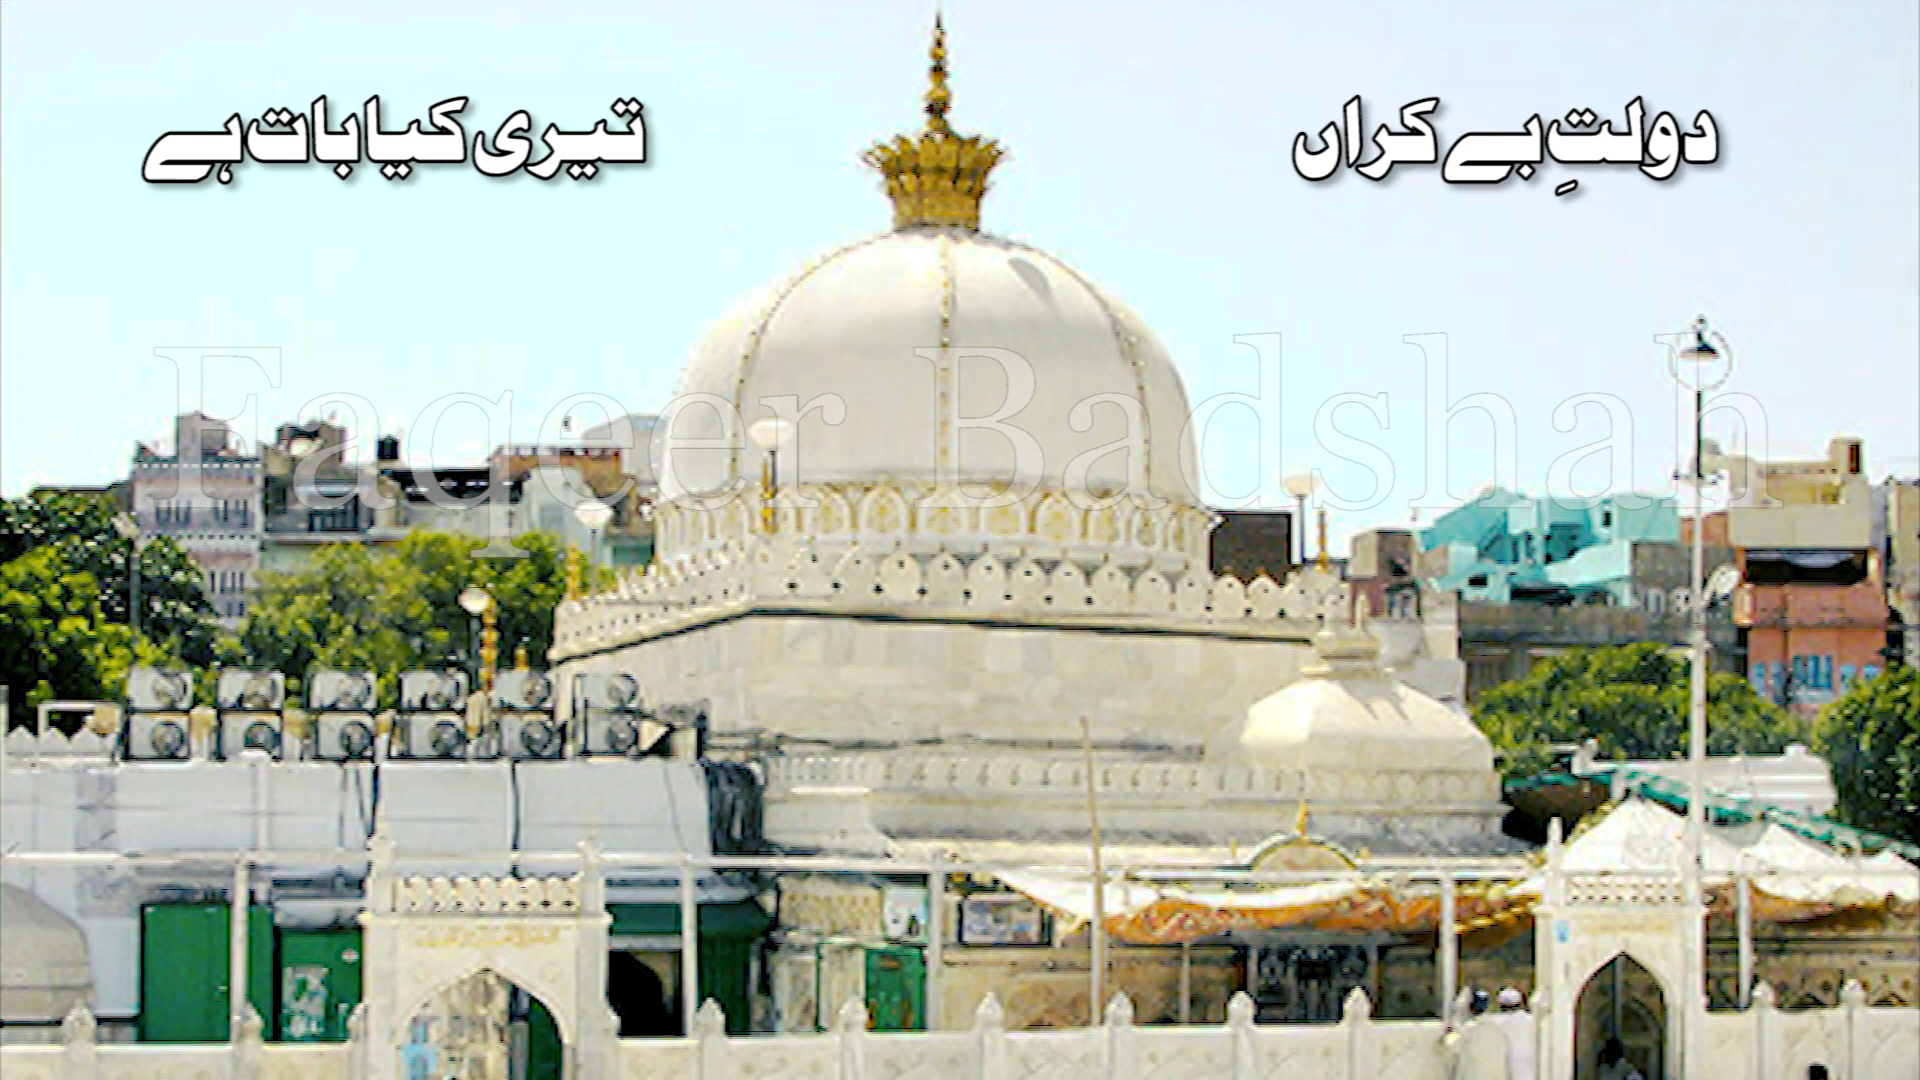 دولتِ بے کراں تیری کیا بات ہے
Faqeer Badshah